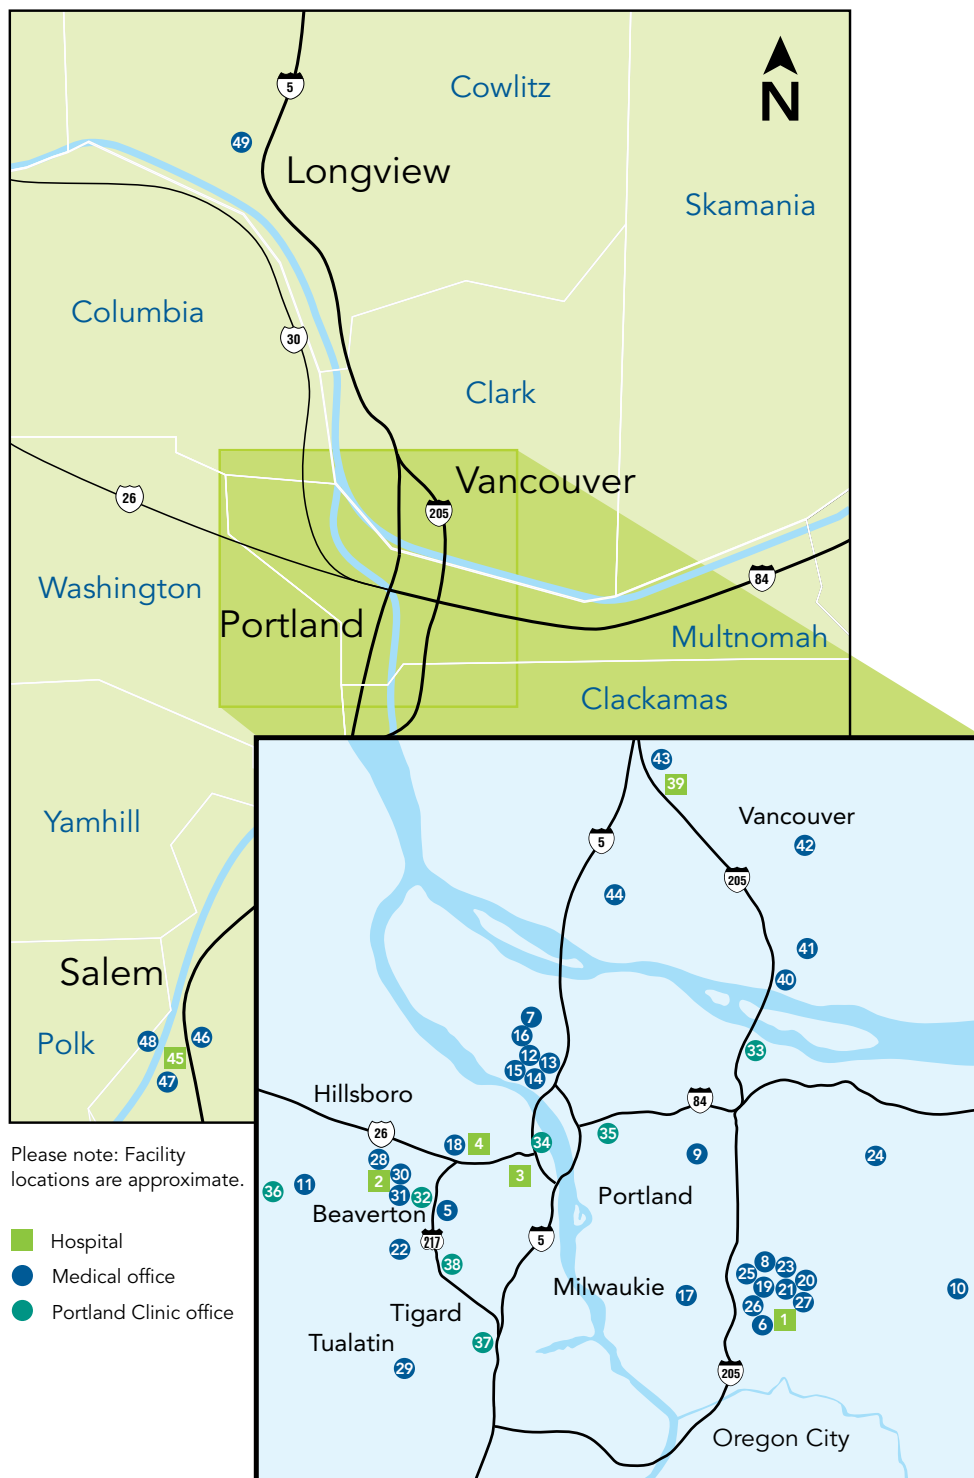 Cowlitz
N
5
49
Longview
Skamania
Columbia
30
Clark
Vancouver
26
205
84
Washington
Portland
Multnomah
Clackamas
Yamhill
Salem
Polk
48
46
45
47
43
39
Vancouver
5
42
205
44
41
40
7
16
12
13
15
14
33
Hillsboro
84
26
18
4
34
35
28
9
24
2
30
3
11
36
31
32
Portland
Beaverton
5
217
5
22
38
8
23
25
20
19
21
10
Milwaukie
17
27
26
Tigard
6
1
Tualatin
37
29
205
Oregon City
Please note: Facility
locations are approximate.
Hospital
Medical office
Portland Clinic office